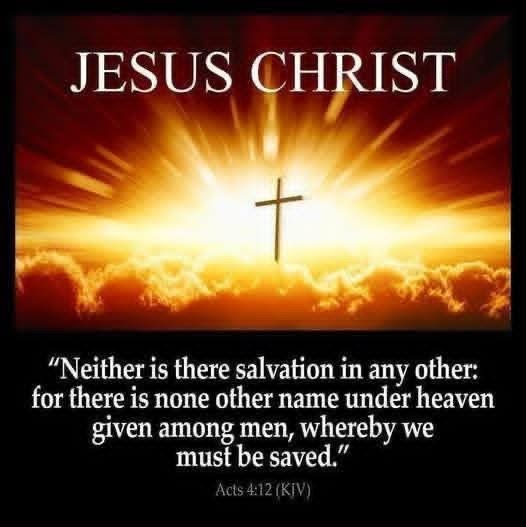 JESUS CHRIST
“Neither is there salvation in any other:
for there is none other name under heaven
given among men, whereby we
must be saved.”
Acts 4:12 (KJV)